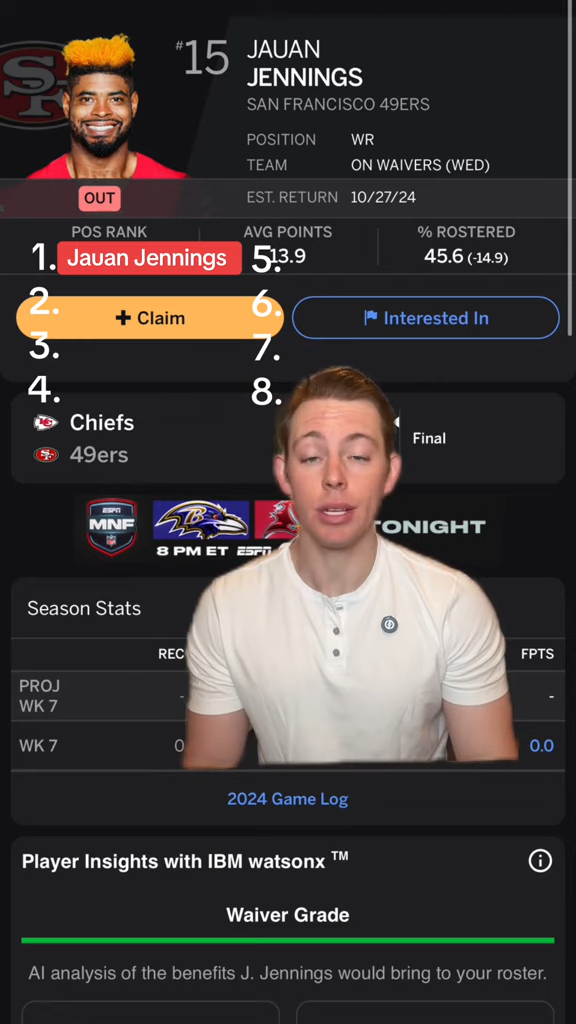 #15
JAUAN
JENNINGS
SAN FRANCISCO 49ERS
POSITION WR
TEAM ON WAIVERS (WED)
OUT
EST. RETURN 10/27/24
POS RANK
AVG POINTS 13.9
% ROSTERED 45.6 (-14.9)
1. Jauan Jennings
2.
3.
4.
5.
6.
7.
8.
+ Claim
Interested In
Chiefs
49ers
Final
ESPN
MNF
TONIGHT
8 PM ET ESPN
Season Stats
REC FPTS
PROJ
WK 7 - -
WK 7 0 0.0
2024 Game Log
Player Insights with IBM watsonx TM
Waiver Grade
AI analysis of the benefits J. Jennings would bring to your roster.